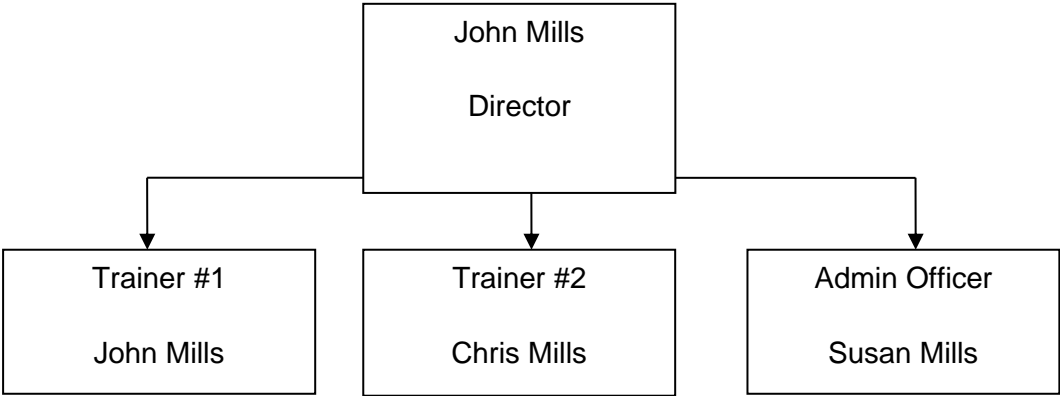 John Mills
Director
Trainer #1
John Mills
Trainer #2
Chris Mills
Admin Officer
Susan Mills